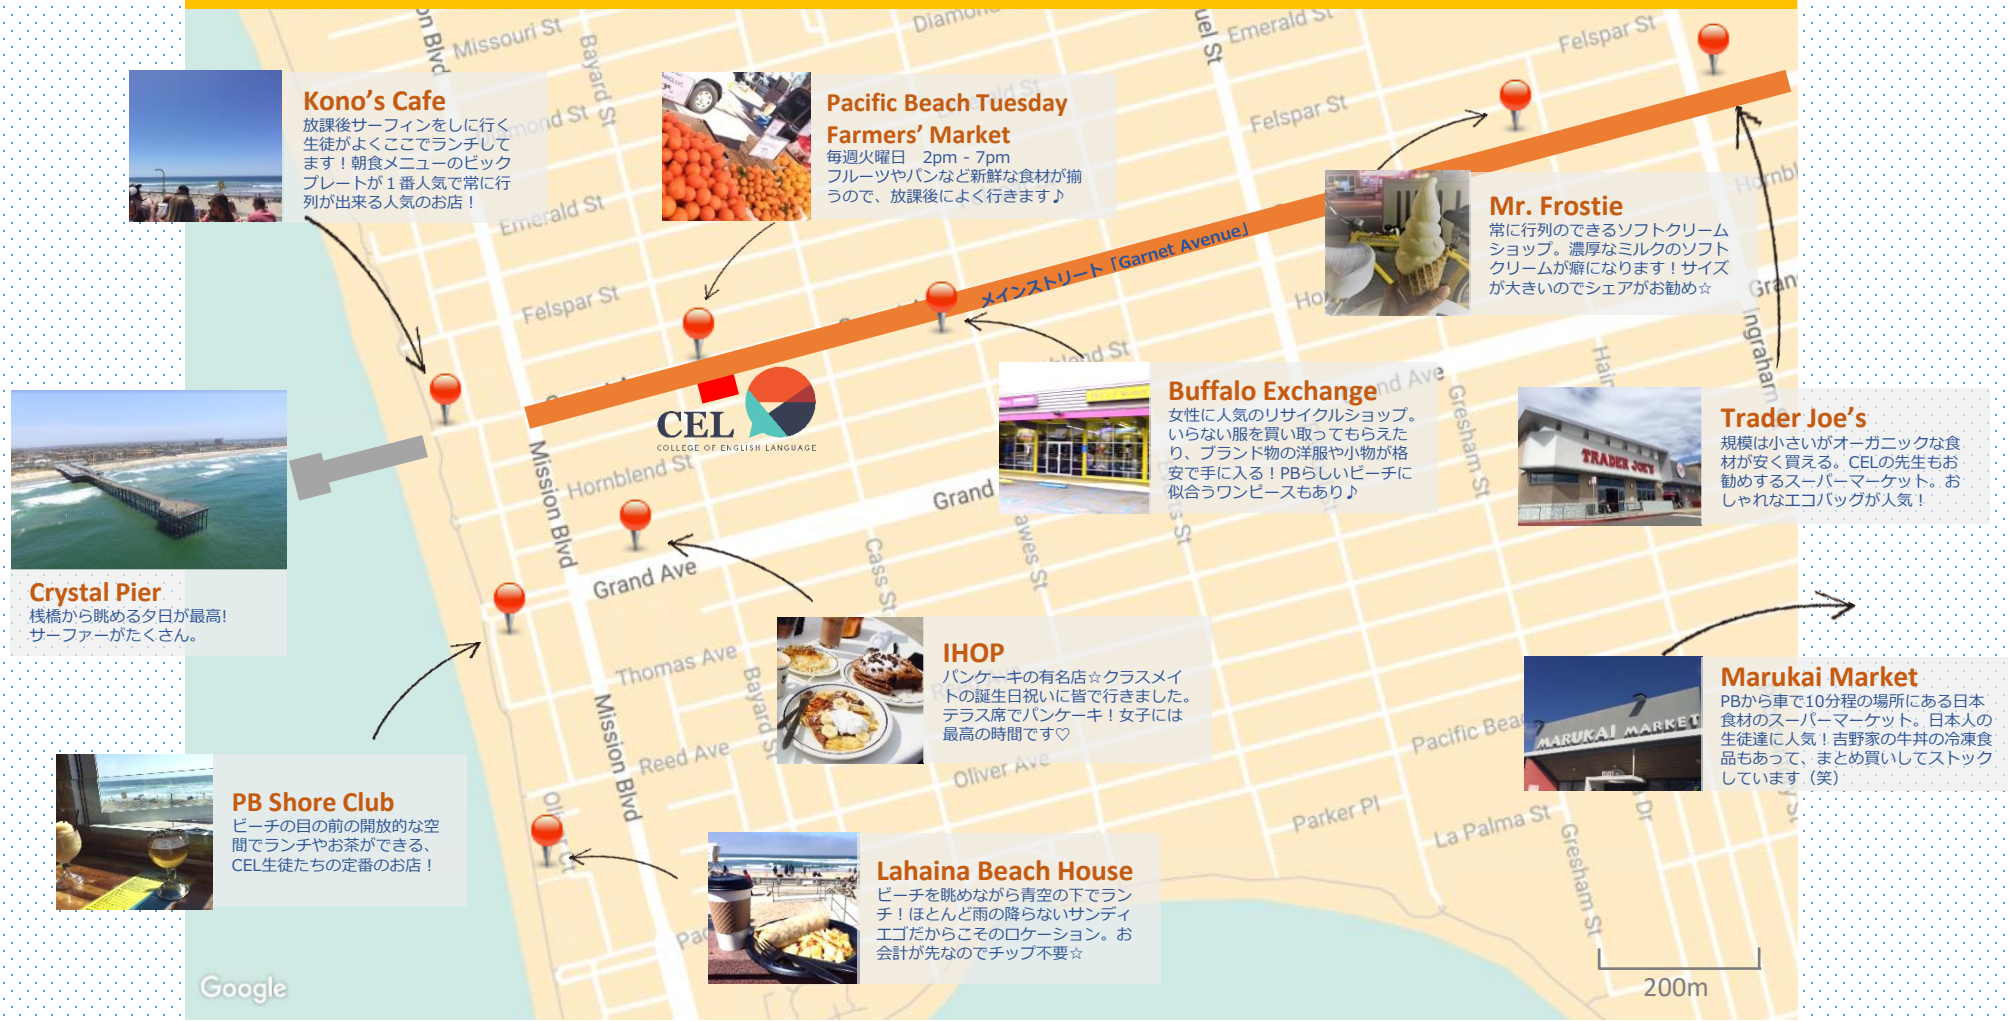 Missouri St
Diamond
Emerald St
Felspar St
Bayard St
Kono's Cafe
放課後サーフィンをしに行く
生徒がよくここでランチして
ます！朝食メニューのビック
プレートが１番人気で常に行
列が出来る人気のお店！
Pacific Beach Tuesday
Farmers' Market
毎週火曜日　2pm - 7pm
フルーツやパンなど新鮮な食材が揃
うので、放課後によく行きます♪
Felspar St
Emerald St
Mr. Frostie
常に行列のできるソフトクリーム
ショップ。濃厚なミルクのソフト
クリームが癖になります！サイズ
が大きいのでシェアがお勧め☆
メインストリート「Garnet Avenue」
Felspar St
Ingraham
CEL
COLLEGE OF ENGLISH LANGUAGE
Buffalo Exchange
女性に人気のリサイクルショップ。
いらない服を買い取ってもらえた
り、ブランド物の洋服や小物が格
安で手に入る！PBらしいビーチに
似合うワンピースもあり♪
Gresham St
TRADER JOE'S
Trader Joe's
規模は小さいがオーガニックな食
材が安く買える。CELの先生もお
勧めするスーパーマーケット。お
しゃれなエコバッグが人気！
Mission Blvd
Hornblend St
Grand
Crystal Pier
桟橋から眺める夕日が最高!
サーファーがたくさん。
Grand Ave
Cass St
Thomas Ave
Bayard St
IHOP
パンケーキの有名店☆クラスメイ
トの誕生日祝いに皆で行きました。
テラス席でパンケーキ！女子には
最高の時間です♡
MARUKAI MARKET
Marukai Market
PBから車で10分程の場所にある日本
食材のスーパーマーケット。日本人の
生徒達に人気！吉野家の牛丼の冷凍食
品もあって、まとめ買いしてストック
しています（笑）
Mission Blvd
Reed Ave
Oliver Ave
Parker Pl
La Palma St
Gresham St
PB Shore Club
ビーチの目の前の開放的な空
間でランチやお茶ができる、
CEL生徒たちの定番のお店！
Lahaina Beach House
ビーチを眺めながら青空の下でラン
チ！ほとんど雨の降らないサンディ
エゴだからこそのロケーション。お
会計が先なのでチップ不要☆
Google
200m